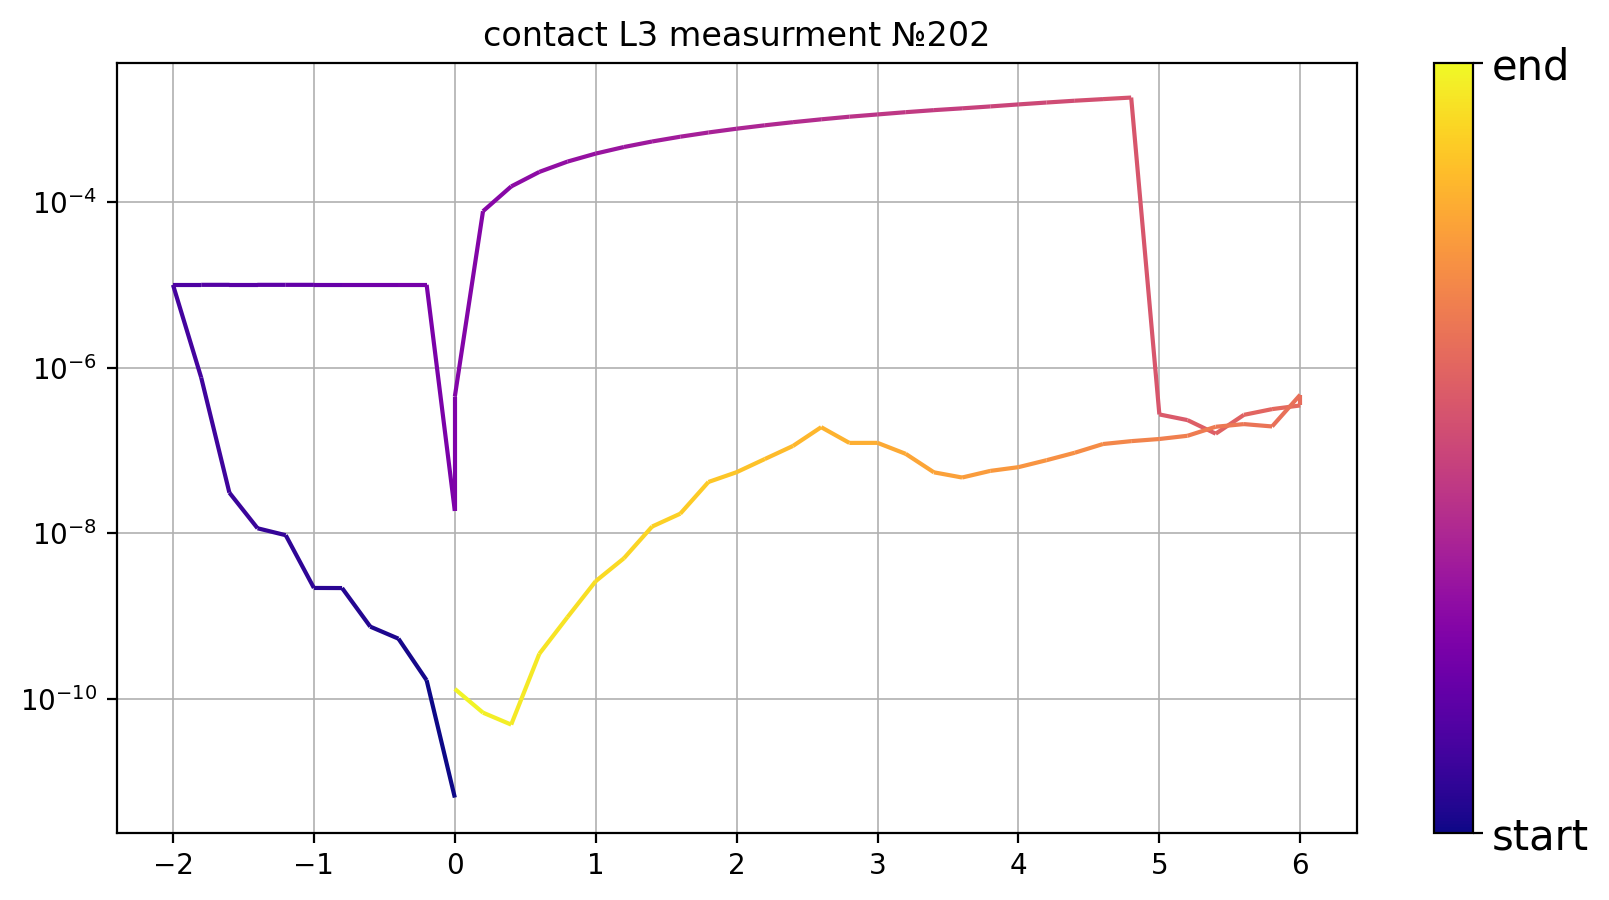 contact L3 measurment №202
10⁻⁴
10⁻⁶
10⁻⁸
10⁻¹⁰
−2 −1 0 1 2 3 4 5 6
end
start